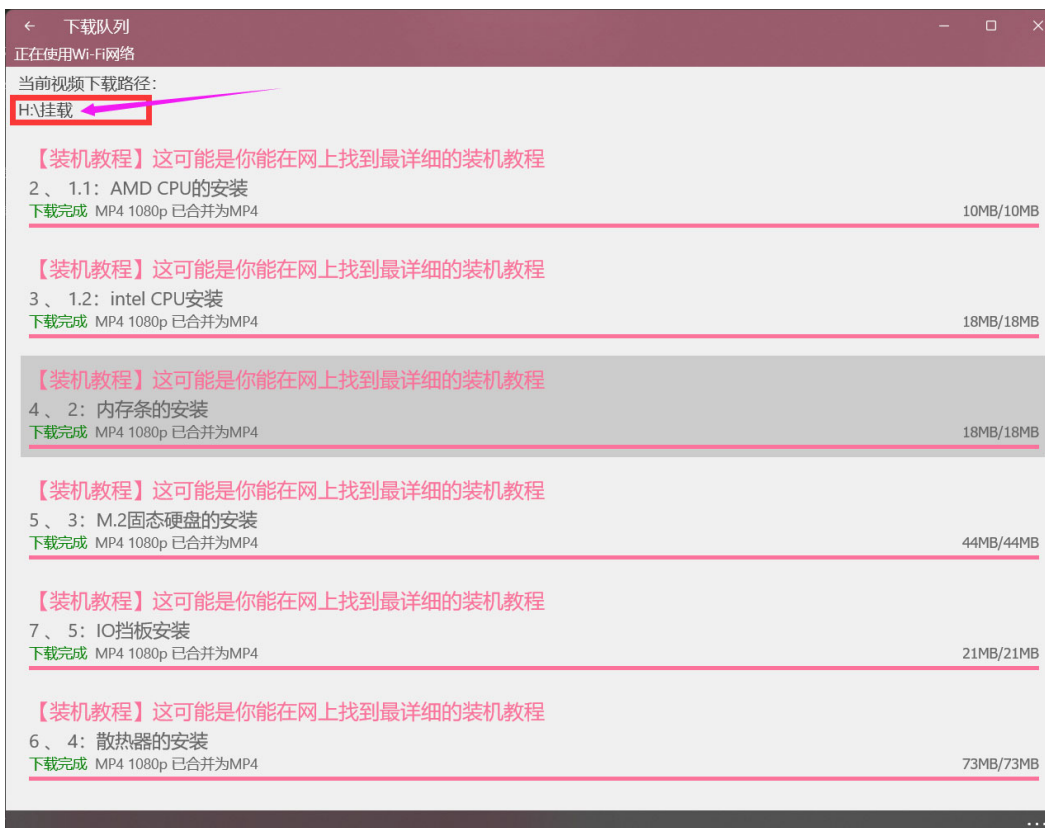 ← 下载队列
正在使用Wi-Fi网络
当前视频下载路径：
H:\挂载
【装机教程】这可能是你能在网上找到最详细的装机教程
2 、 1.1：AMD CPU的安装
下载完成 MP4 1080p 已合并为MP4 10MB/10MB
【装机教程】这可能是你能在网上找到最详细的装机教程
3 、 1.2：intel CPU安装
下载完成 MP4 1080p 已合并为MP4 18MB/18MB
【装机教程】这可能是你能在网上找到最详细的装机教程
4 、 2：内存条的安装
下载完成 MP4 1080p 已合并为MP4 18MB/18MB
【装机教程】这可能是你能在网上找到最详细的装机教程
5 、 3：M.2固态硬盘的安装
下载完成 MP4 1080p 已合并为MP4 44MB/44MB
【装机教程】这可能是你能在网上找到最详细的装机教程
7 、 5：IO挡板安装
下载完成 MP4 1080p 已合并为MP4 21MB/21MB
【装机教程】这可能是你能在网上找到最详细的装机教程
6 、 4：散热器的安装
下载完成 MP4 1080p 已合并为MP4 73MB/73MB